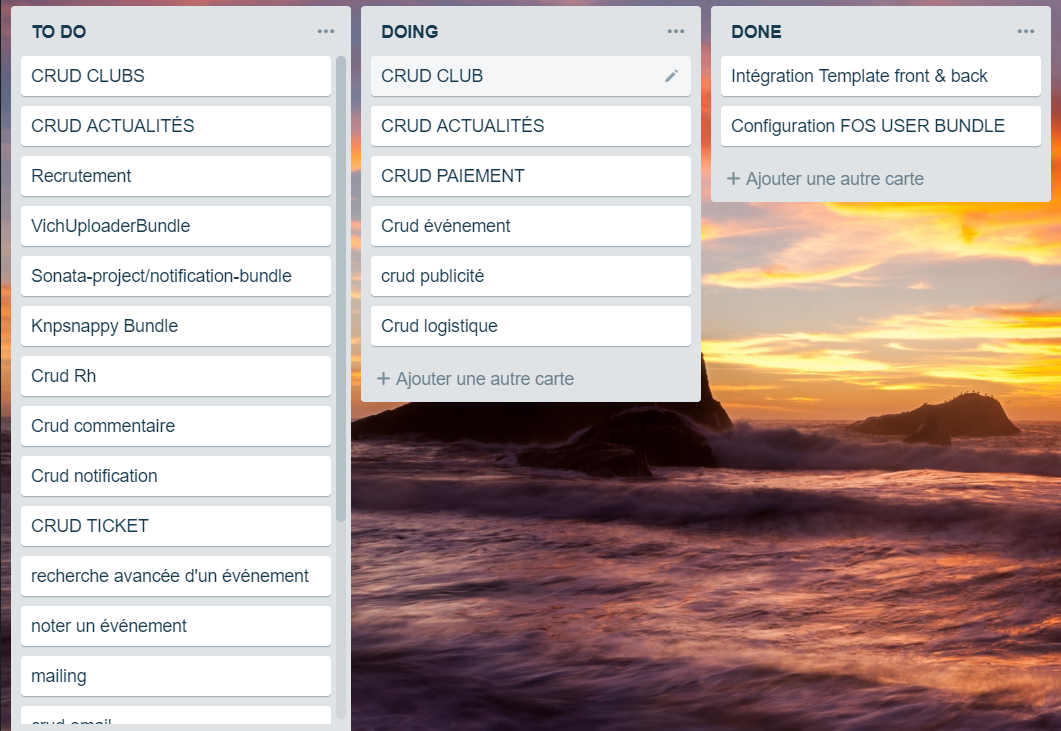 TO DO
CRUD CLUBS
CRUD ACTUALITÉS
Recrutement
VichUploaderBundle
Sonata-project/notification-bundle
Knpsnappy Bundle
Crud Rh
Crud commentaire
Crud notification
CRUD TICKET
recherche avancée d'un événement
noter un événement
mailing
crud email
DOING
CRUD CLUB
CRUD ACTUALITÉS
CRUD PAIEMENT
Crud événement
crud publicité
Crud logistique
+ Ajouter une autre carte
DONE
Intégration Template front & back
Configuration FOS USER BUNDLE
+ Ajouter une autre carte